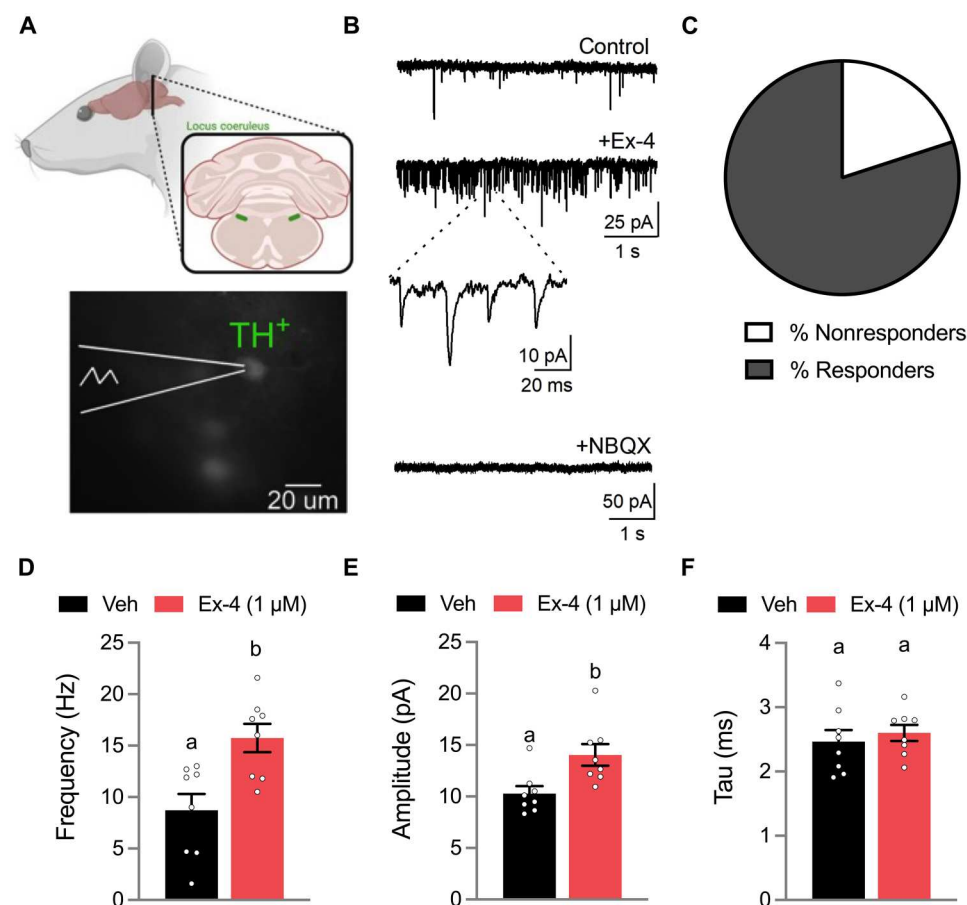 A
Locus coeruleus
TH+
20 um
B
Control
+Ex-4
25 pA
1 s
10 pA
20 ms
+NBQX
50 pA
1 s
C
% Nonresponders
% Responders
D
Veh
Ex-4 (1 µM)
Frequency (Hz)
25
20
15
10
5
0
a
b
E
Veh
Ex-4 (1 µM)
Amplitude (pA)
25
20
15
10
5
0
a
b
F
Veh
Ex-4 (1 µM)
Tau (ms)
4
3
2
1
0
a
a